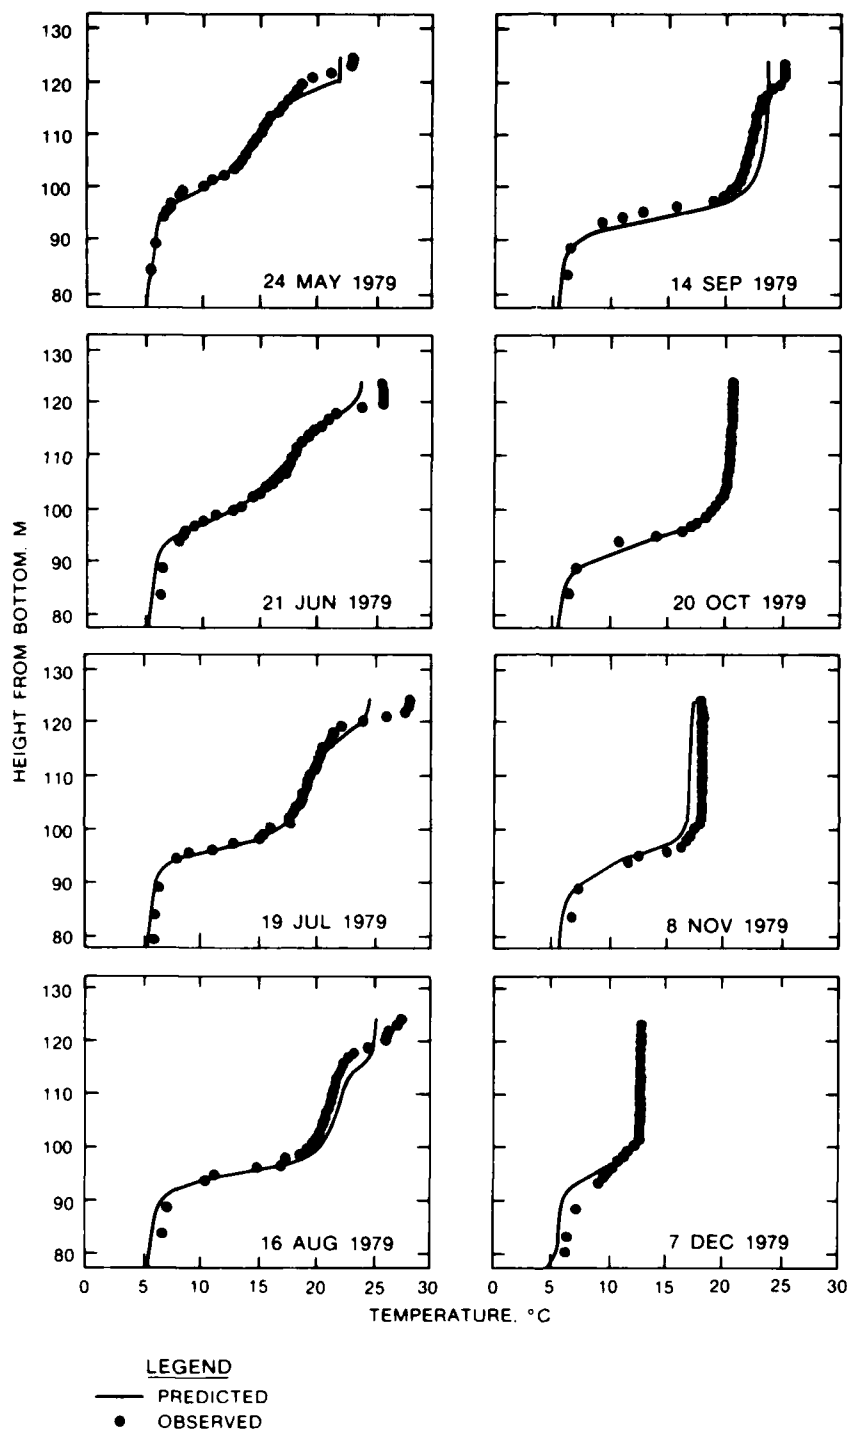 130
120
110
100
90
80
24 MAY 1979
14 SEP 1979
130
120
110
100
90
80
21 JUN 1979
20 OCT 1979
HEIGHT FROM BOTTOM, M
130
120
110
100
90
80
19 JUL 1979
8 NOV 1979
130
120
110
100
90
80
16 AUG 1979
7 DEC 1979
0 5 10 15 20 25 30
0 5 10 15 20 25 30
TEMPERATURE, °C
LEGEND
PREDICTED
OBSERVED